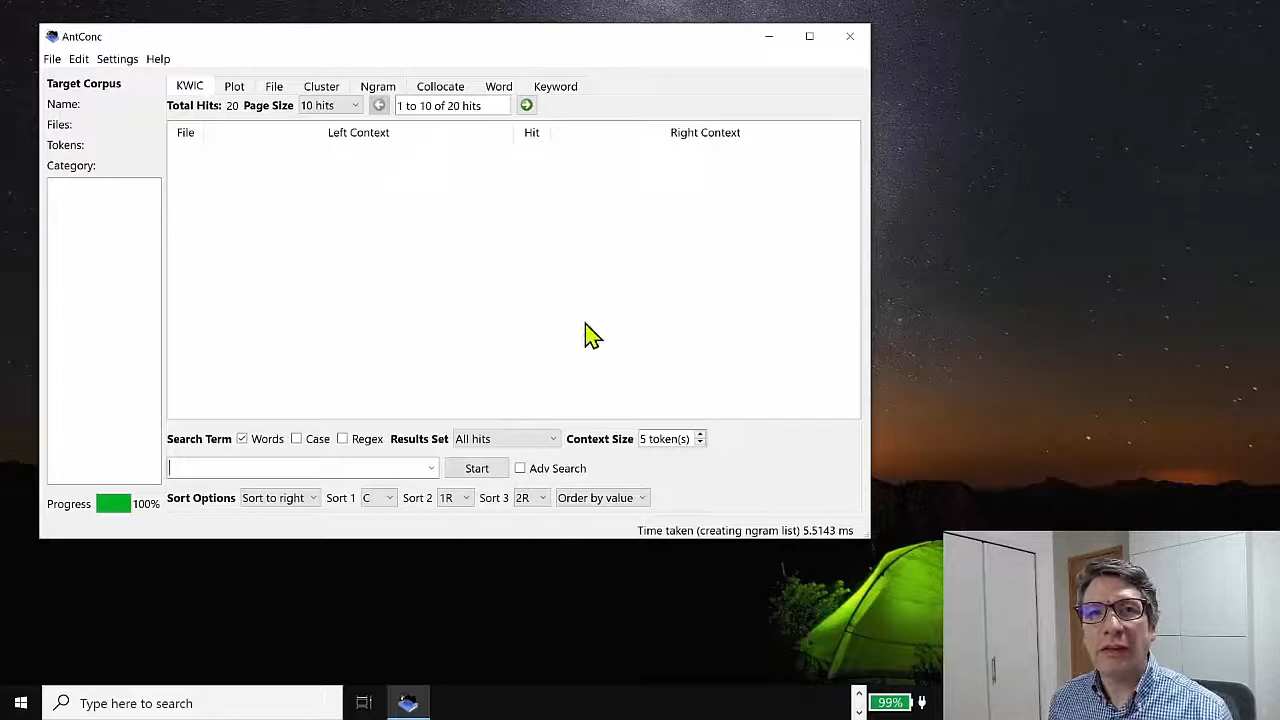 AntConc
File Edit Settings Help
Target Corpus
Name:
Files:
Tokens:
Category:
KWIC Plot File Cluster Ngram Collocate Word Keyword
Total Hits: 20 Page Size 10 hits 1 to 10 of 20 hits
File Left Context Hit Right Context
Search Term Words Case Regex Results Set All hits Context Size 5 token(s)
Start Adv Search
Progress 100%
Sort Options Sort to right Sort 1 C Sort 2 1R Sort 3 2R Order by value
Time taken (creating ngram list) 5.5143 ms
Type here to search
99%